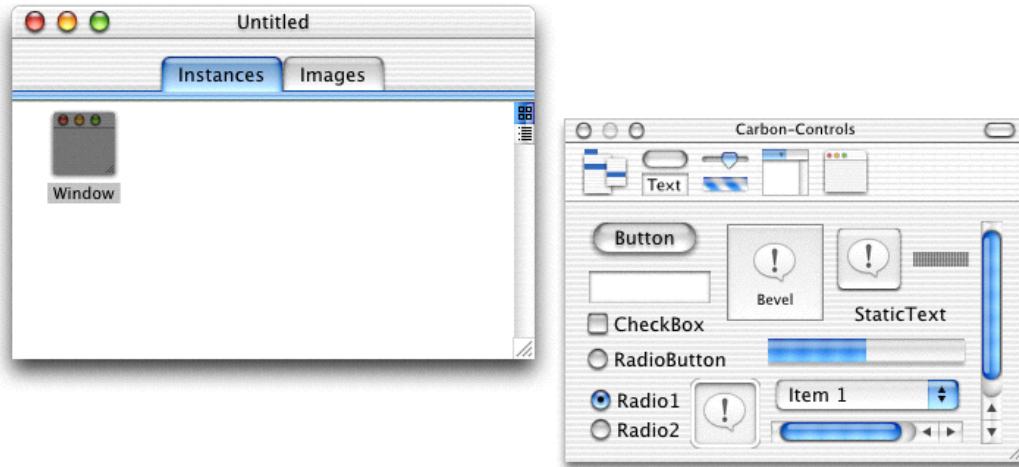 Untitled
Instances
Images
Window
Carbon-Controls
Text
Button
Bevel
StaticText
CheckBox
RadioButton
Radio1
Item 1
Radio2